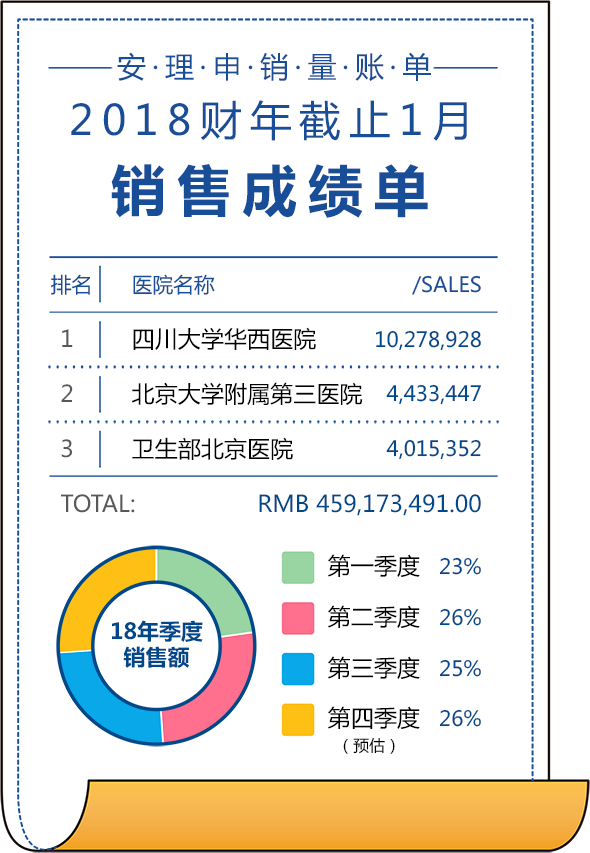 安·理·申·销·量·账·单
2018财年截止1月
销售成绩单
排名 医院名称 /SALES
1 四川大学华西医院 10,278,928
2 北京大学附属第三医院 4,433,447
3 卫生部北京医院 4,015,352
TOTAL: RMB 459,173,491.00
18年季度
销售额
第一季度 23%
第二季度 26%
第三季度 25%
第四季度 26%
（预估）